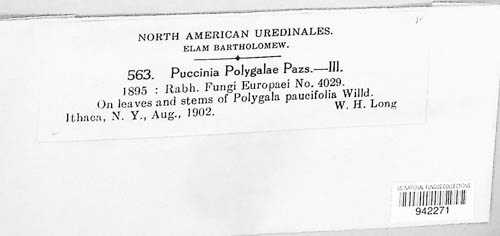 NORTH AMERICAN UREDINALES.
ELAM BARTHOLOMEW.
563. Puccinia Polygalae Pazs.—III.
1895 : Rabh. Fungi Europaei No. 4029.
On leaves and stems of Polygala paucifolia Willd.
Ithaca, N. Y., Aug., 1902. W. H. Long
US NATIONAL FUNGUS COLLECTIONS
942271